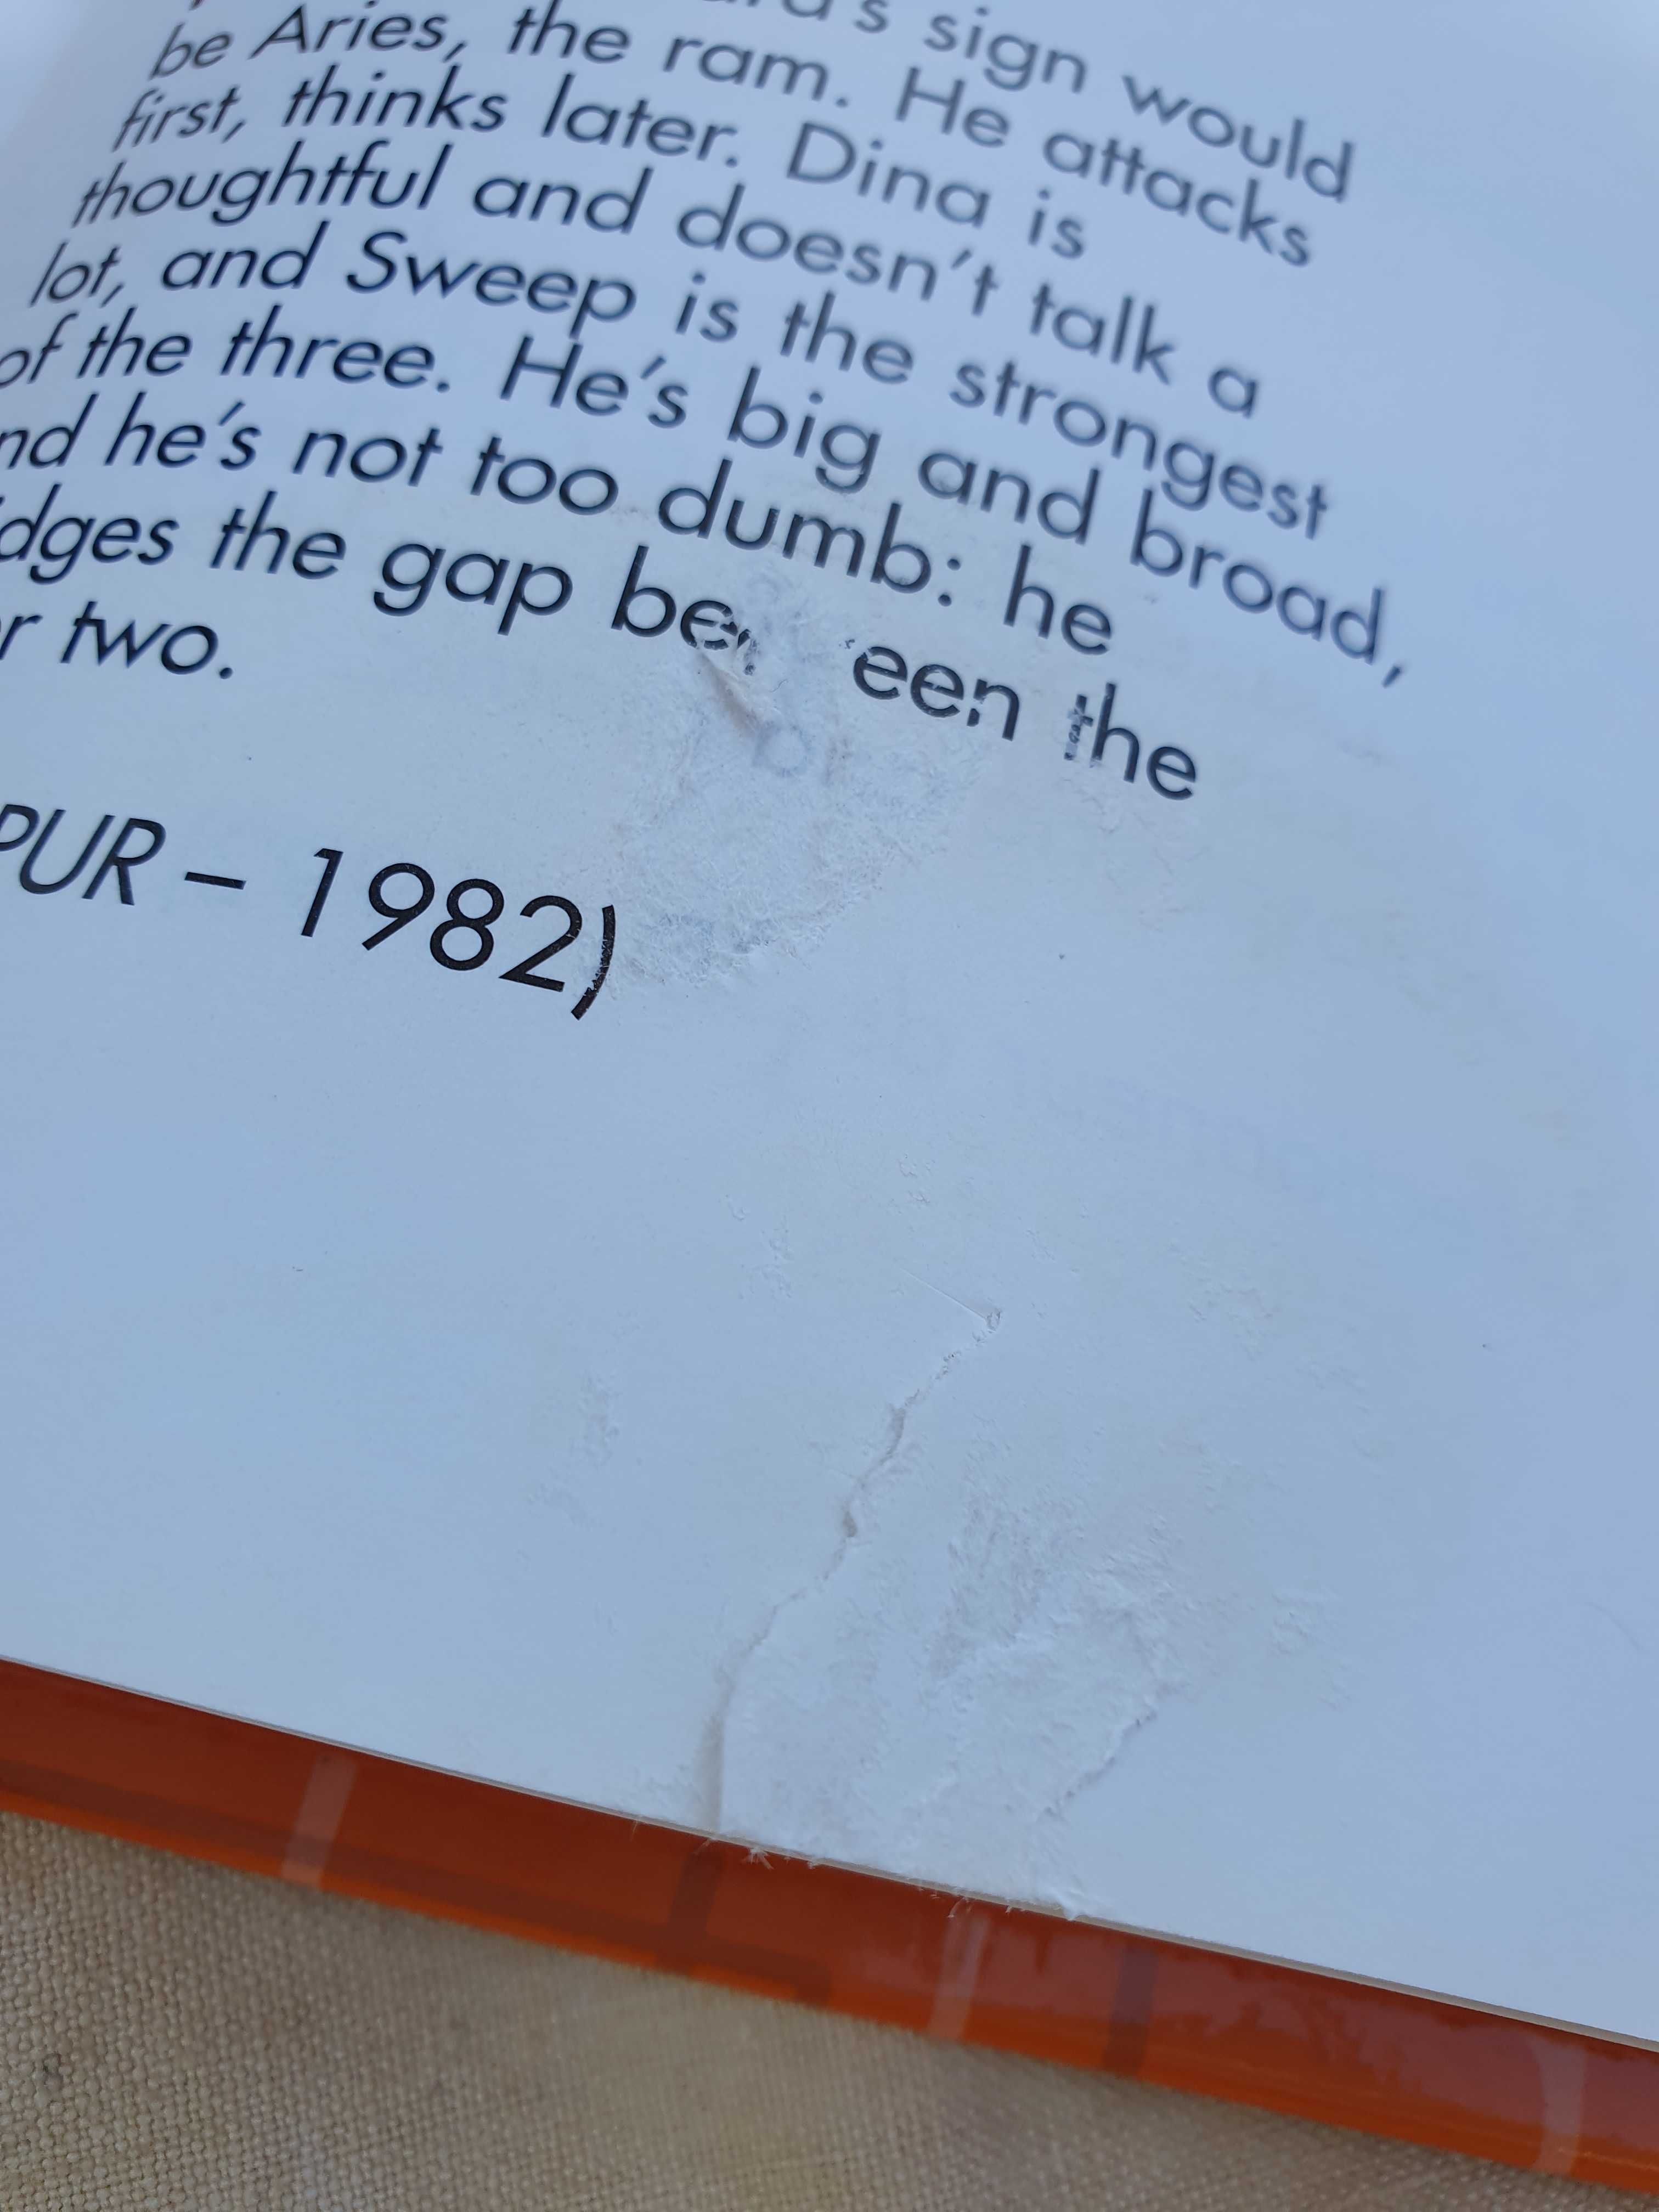 's sign would
be Aries, the ram. He attacks
first, thinks later. Dina is
thoughtful and doesn't talk a
lot, and Sweep is the strongest
of the three. He's big and broad,
nd he's not too dumb: he
dges the gap be een the
r two.
PUR – 1982)